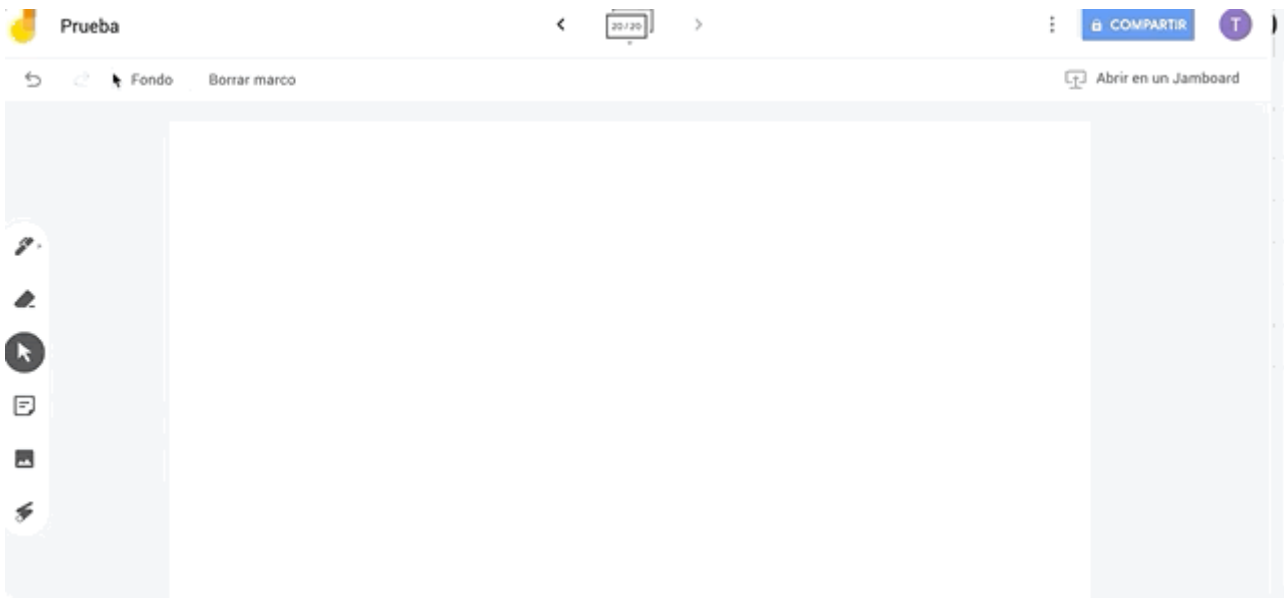 Prueba
20/20
COMPARTIR
T
Fondo
Borrar marco
Abrir en un Jamboard